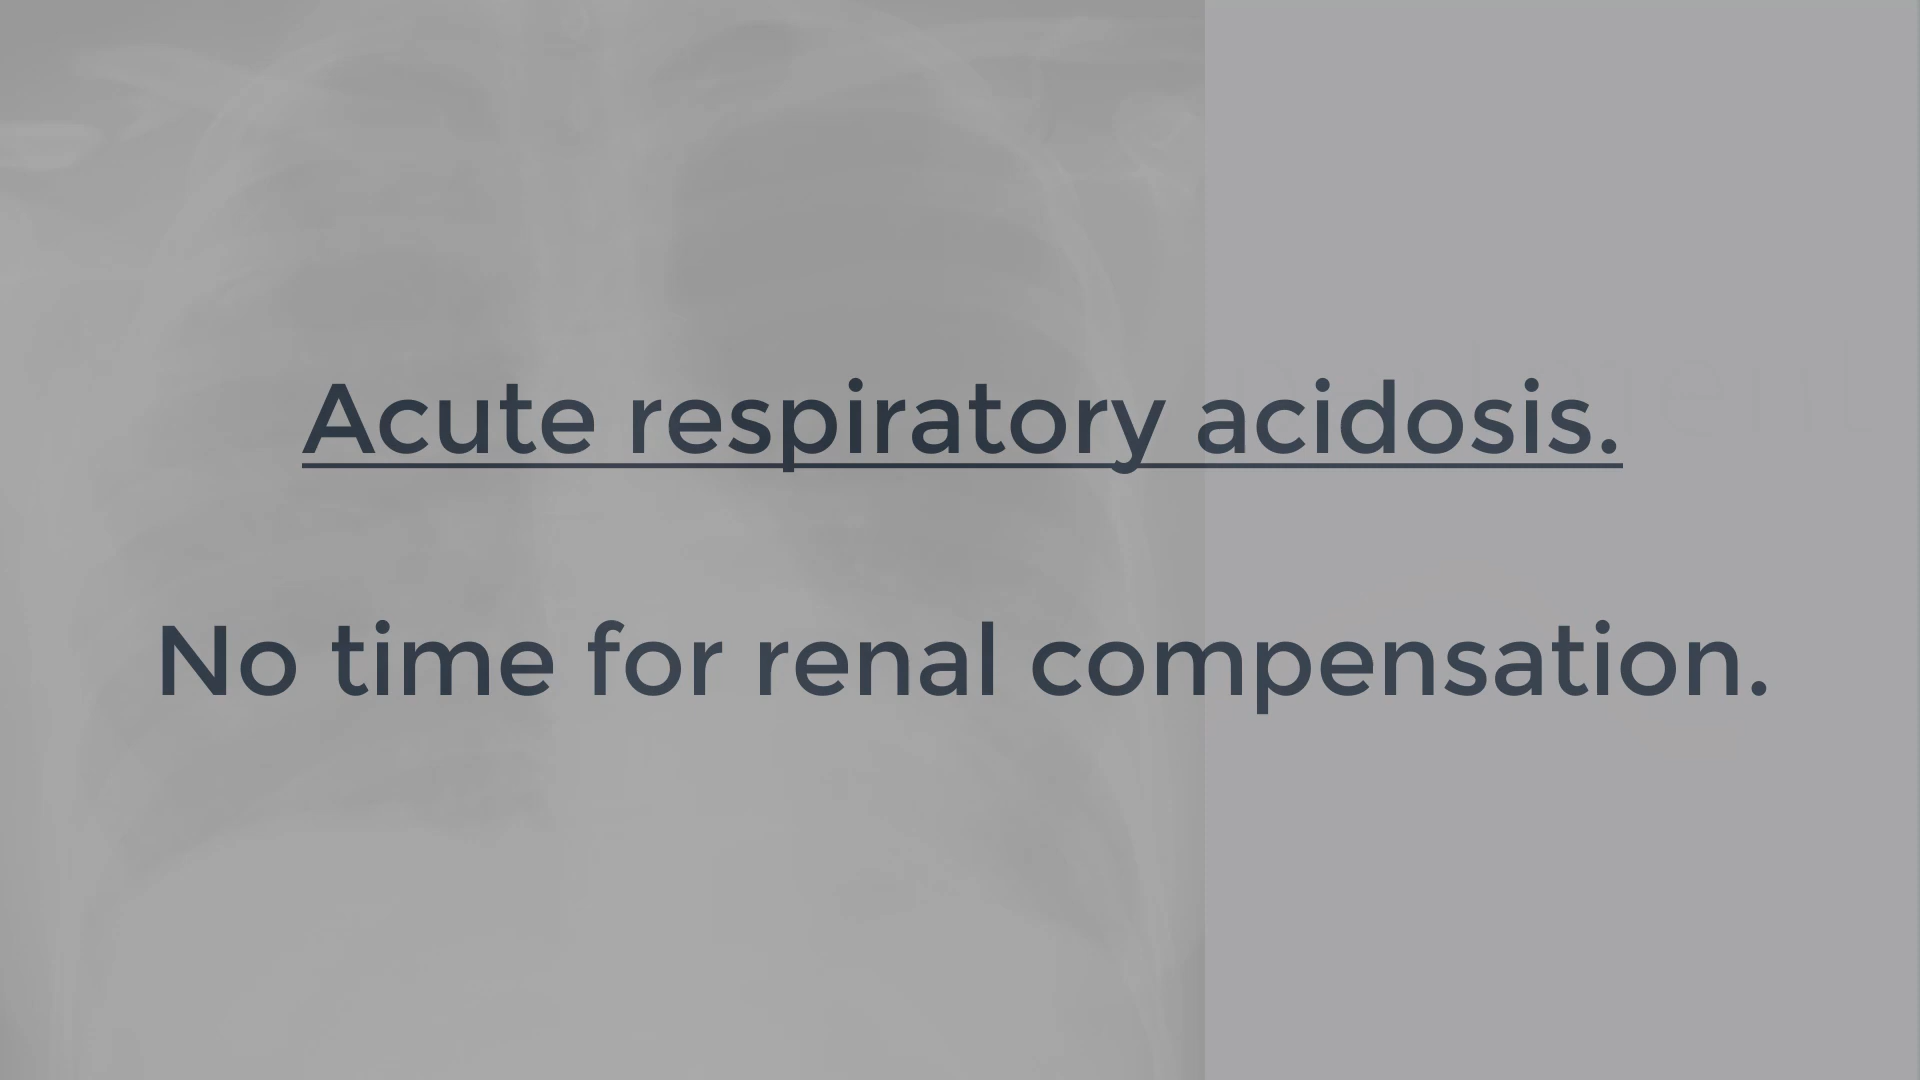 Acute respiratory acidosis.
No time for renal compensation.